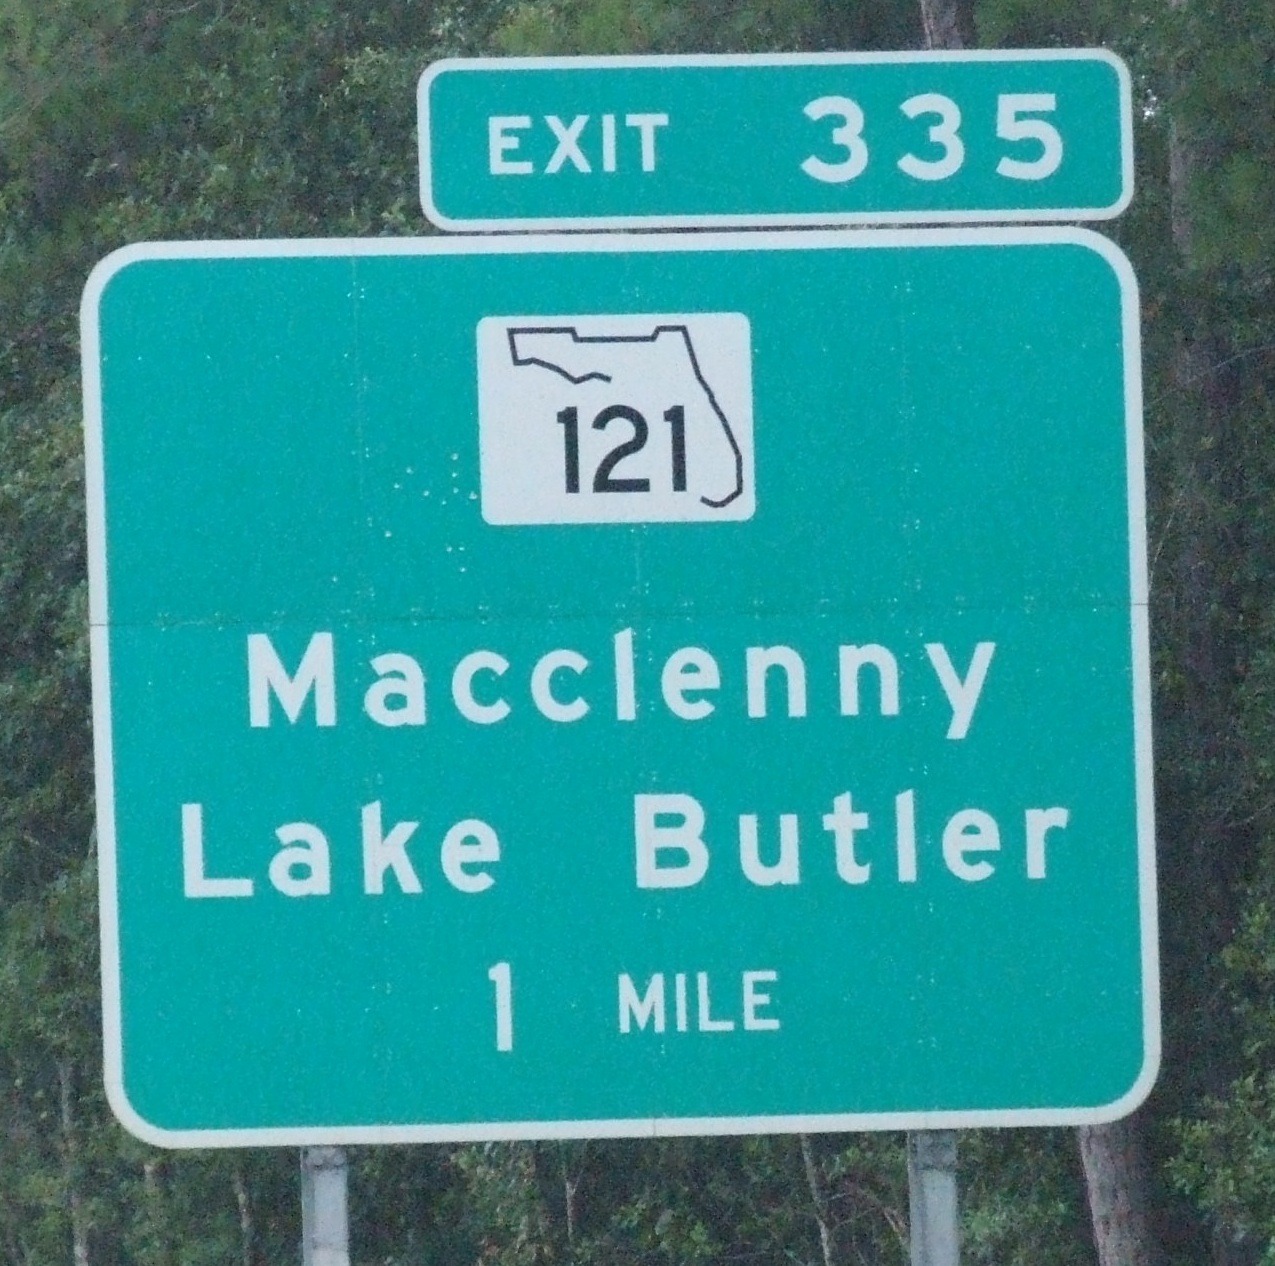 EXIT 335
121
Macclenny
Lake Butler
1 MILE